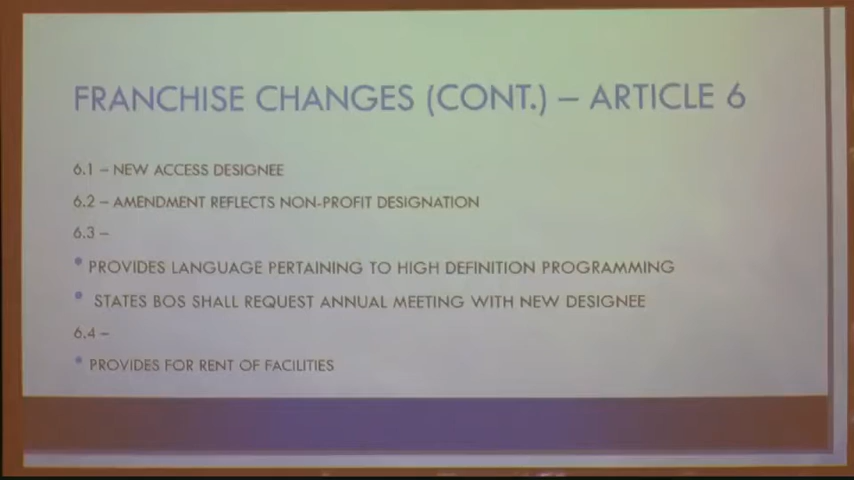 FRANCHISE CHANGES (CONT.) – ARTICLE 6
6.1 – NEW ACCESS DESIGNEE
6.2 – AMENDMENT REFLECTS NON-PROFIT DESIGNATION
6.3 –
• PROVIDES LANGUAGE PERTAINING TO HIGH DEFINITION PROGRAMMING
• STATES BOS SHALL REQUEST ANNUAL MEETING WITH NEW DESIGNEE
6.4 –
• PROVIDES FOR RENT OF FACILITIES